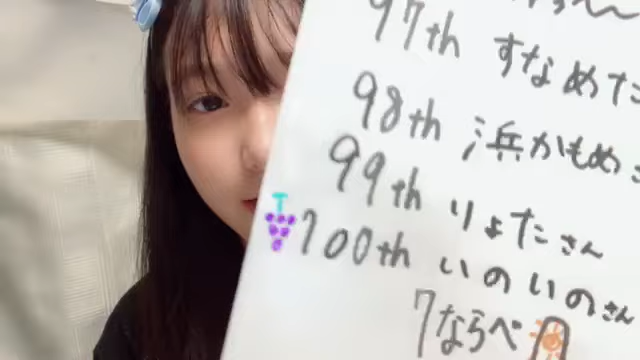 97th すなめた
98th 浜かもめさ
99th りょたさん
100th いのいのさん
7ならべ